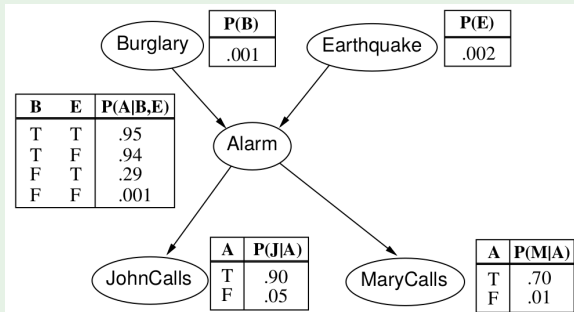 Burglary
P(B)
.001
Earthquake
P(E)
.002
B E P(A|B,E)
T T .95
T F .94
F T .29
F F .001
Alarm
JohnCalls
A P(J|A)
T .90
F .05
MaryCalls
A P(M|A)
T .70
F .01